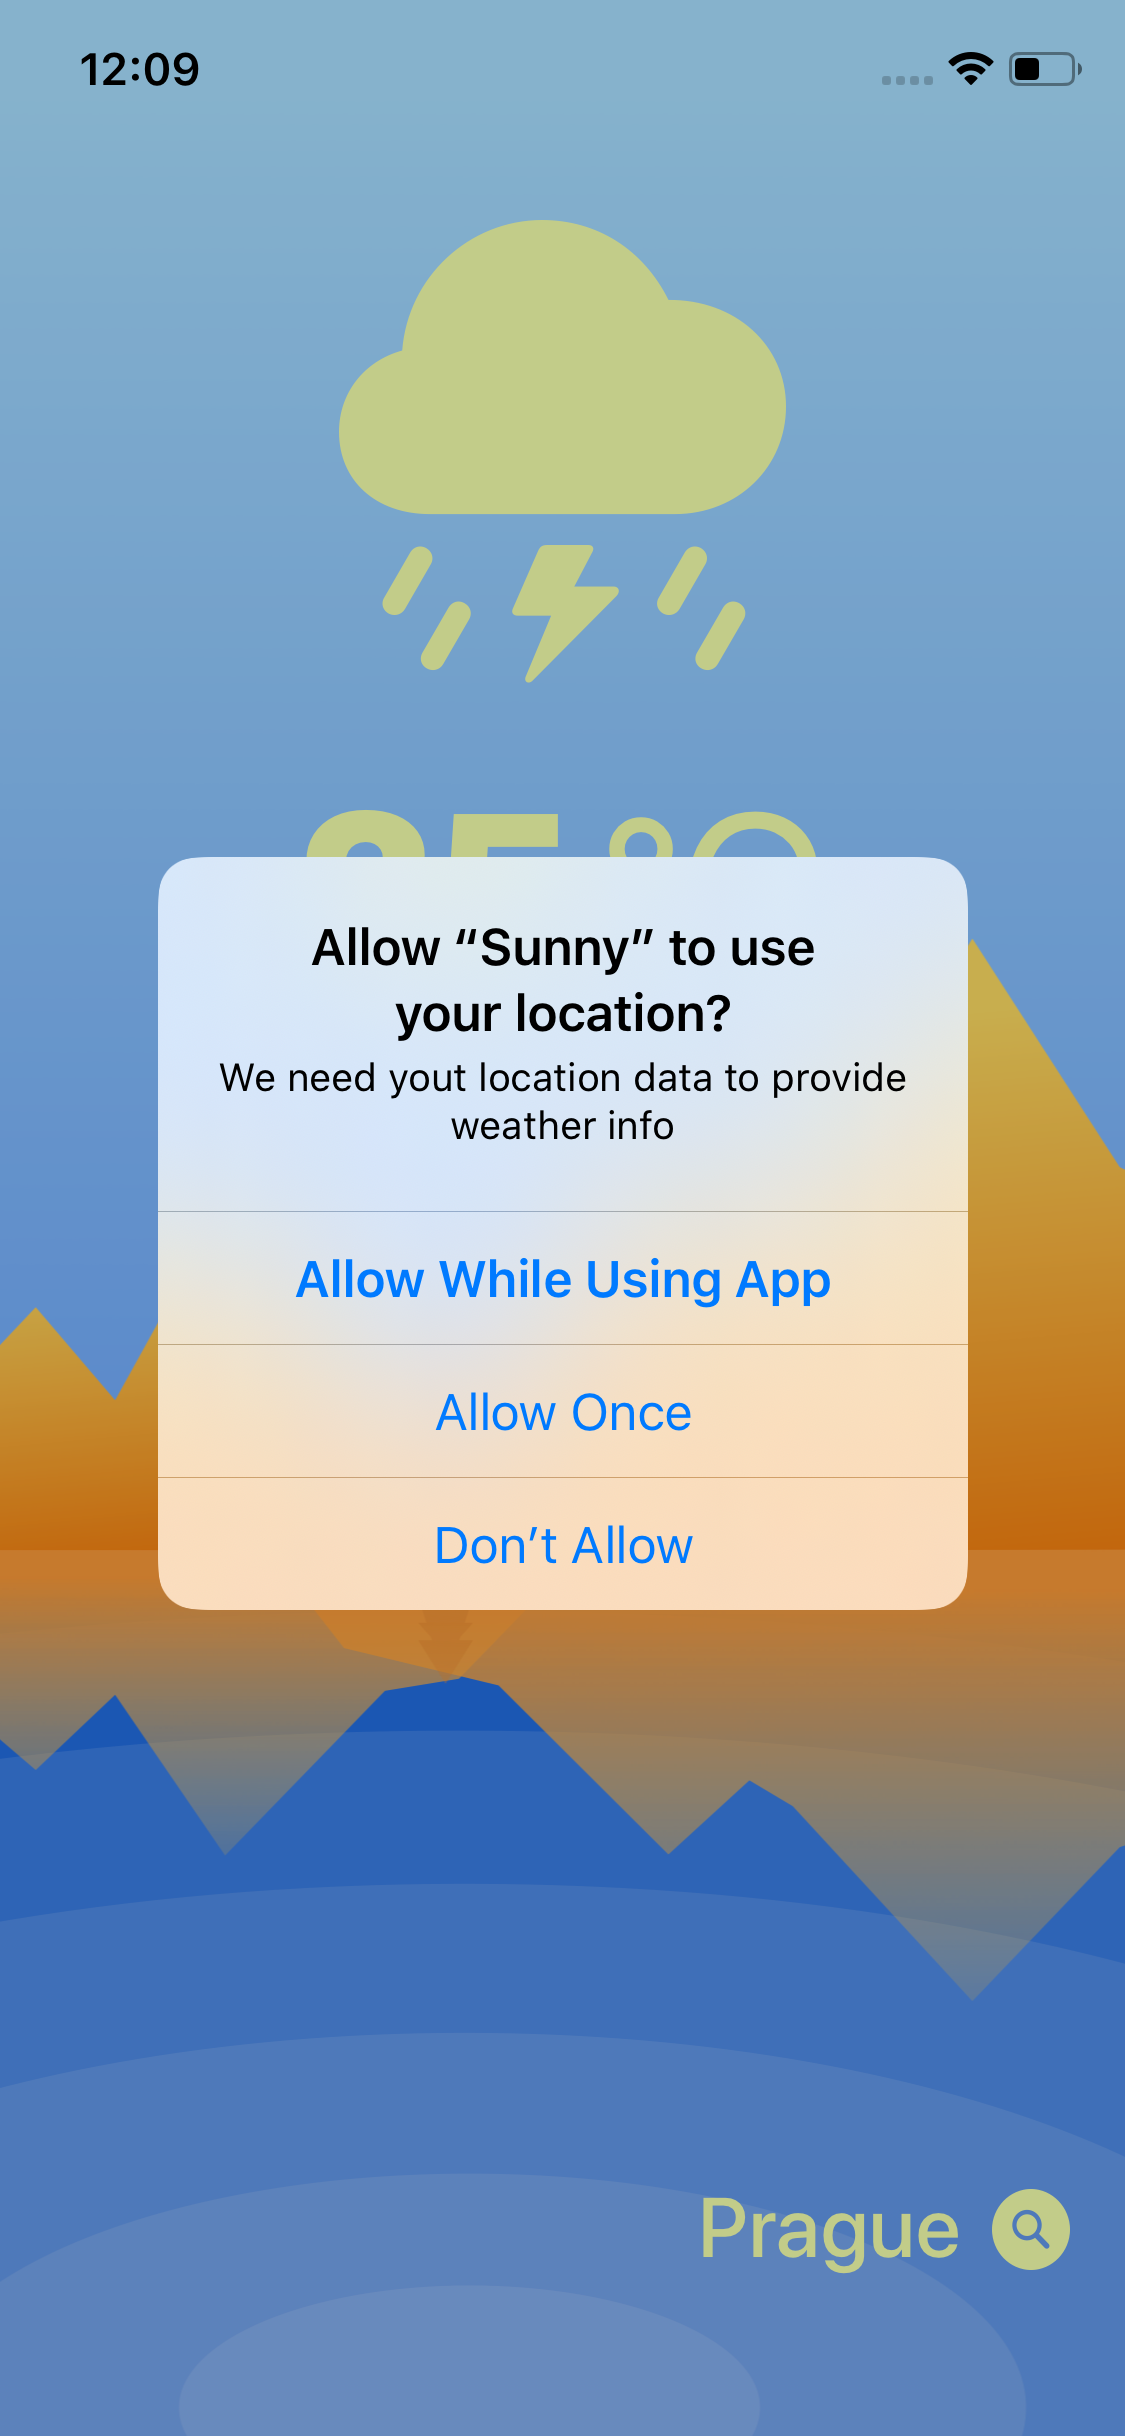 12:09
Allow “Sunny” to use
your location?
We need yout location data to provide
weather info
Allow While Using App
Allow Once
Don’t Allow
Prague